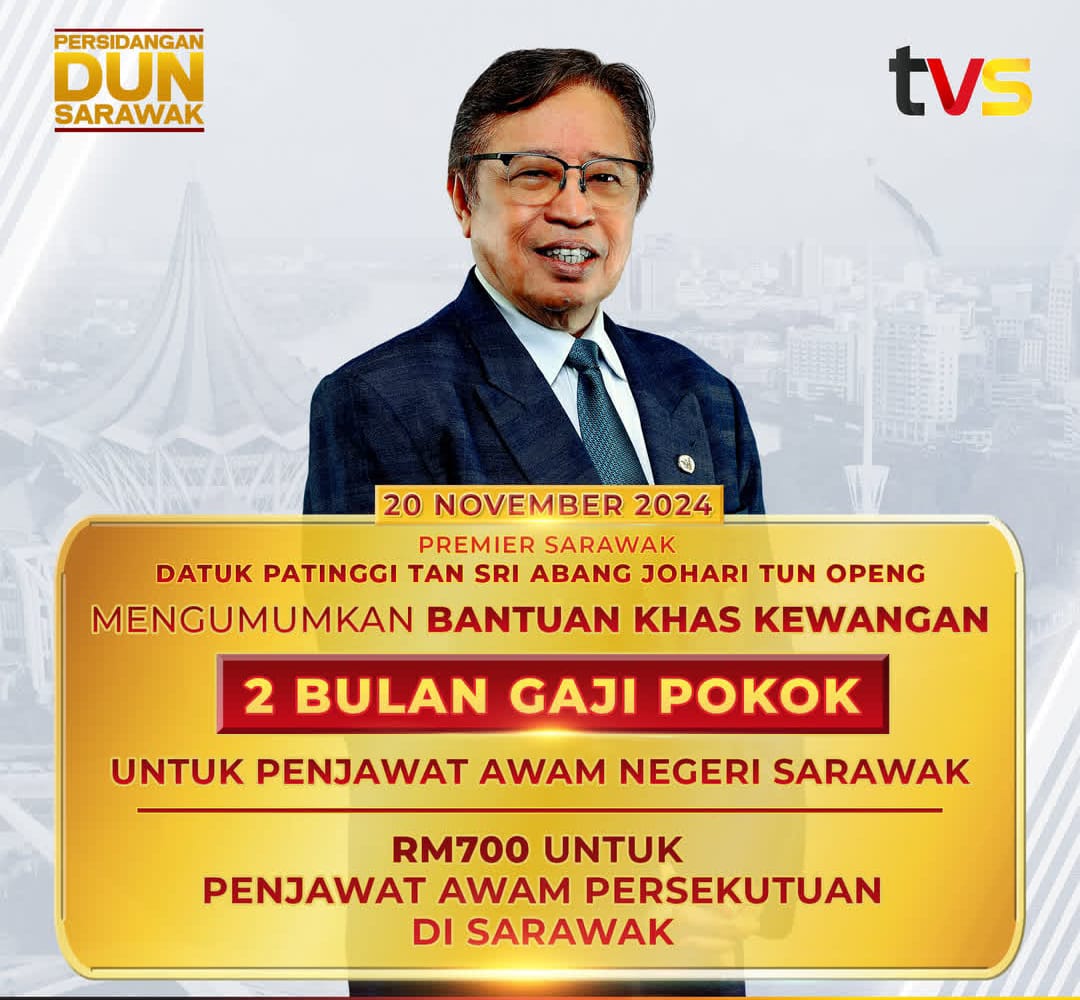 PERSIDANGAN
DUN
SARAWAK
tvs
20 NOVEMBER 2024
PREMIER SARAWAK
DATUK PATINGGI TAN SRI ABANG JOHARI TUN OPENG
MENGUMUMKAN BANTUAN KHAS KEWANGAN
2 BULAN GAJI POKOK
UNTUK PENJAWAT AWAM NEGERI SARAWAK
RM700 UNTUK
PENJAWAT AWAM PERSEKUTUAN
DI SARAWAK